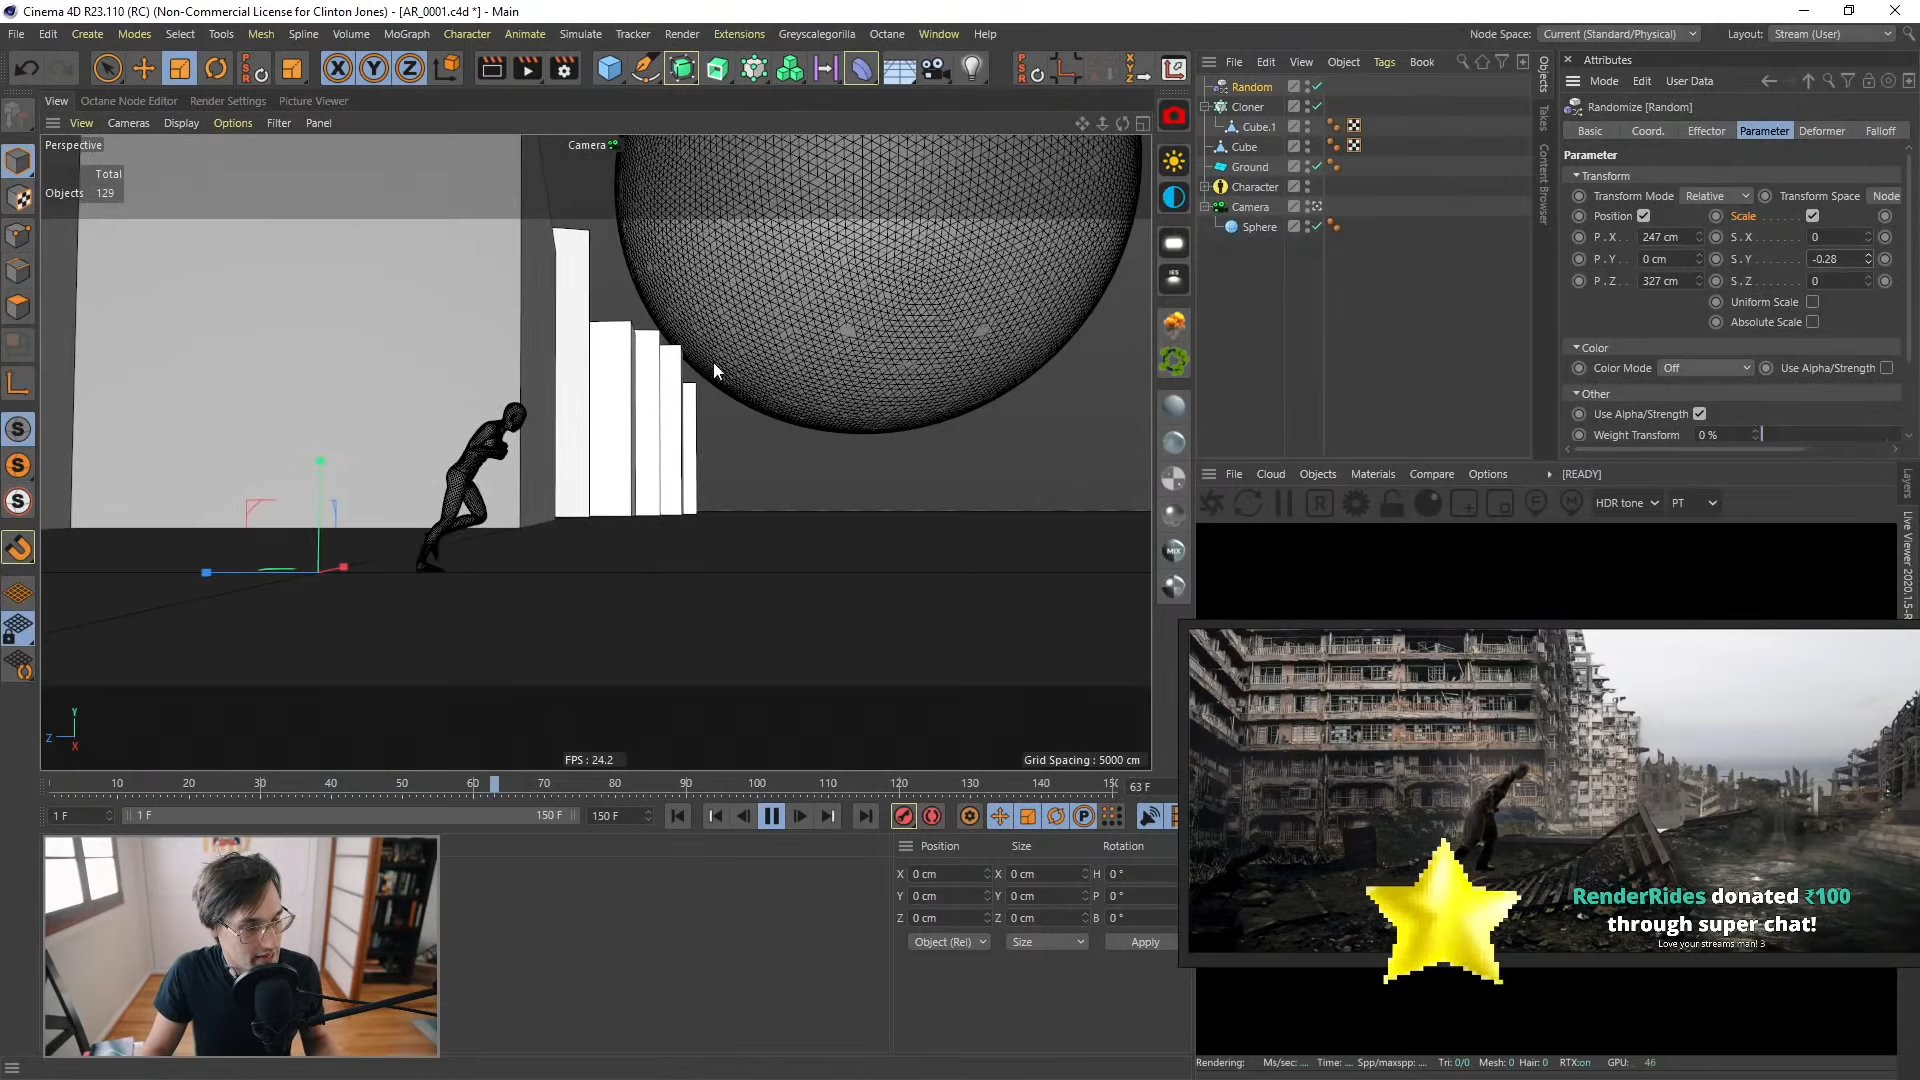 Cinema 4D R23.110 (RC) (Non-Commercial License for Clinton Jones) - [AR_0001.c4d *] - Main
File Edit Create Modes Select Tools Mesh Spline Volume MoGraph Character Animate Simulate Tracker Render Extensions Greyscalegorilla Octane Window Help
Node Space: Current (Standard/Physical) Layout: Stream (User)
X Y Z
PSR
XYZ
View Octane Node Editor Render Settings Picture Viewer
View Cameras Display Options Filter Panel
Perspective
Camera
Total
Objects 129
FPS : 24.2
Grid Spacing : 5000 cm
Y
Z
X
10 20 30 40 50 60 70 80 90 100 110 120 130 140 63 F
1 F 1 F 150 F 150 F
Position Size Rotation
X 0 cm X 0 cm H 0 °
Y 0 cm Y 0 cm P 0 °
Z 0 cm Z 0 cm B 0 °
Object (Rel) Size Apply
IES
MIX
File Edit View Object Tags Book
Random
Cloner
Cube.1
Cube
Ground
Character
Camera
Sphere
Objects
Takes
Content Browser
Attributes
Mode Edit User Data
Randomize [Random]
Basic Coord. Effector Parameter Deformer Falloff
Parameter
Transform
Transform Mode Relative Transform Space Node
Position Scale
P . X 247 cm S . X 0
P . Y 0 cm S . Y -0.28
P . Z 327 cm S . Z 0
Uniform Scale
Absolute Scale
Color
Color Mode Off Use Alpha/Strength
Other
Use Alpha/Strength
Weight Transform 0 %
File Cloud Objects Materials Compare Options [READY]
HDR tone PT
Layers
Live Viewer 2020.1.5-R
RenderRides donated ₹100
through super chat!
Love your streams man! 3
Rendering: Ms/sec: .... Time: .... Spp/maxspp: .... Tri: 0/0 Mesh: 0 Hair: 0 RTX:on GPU: 46